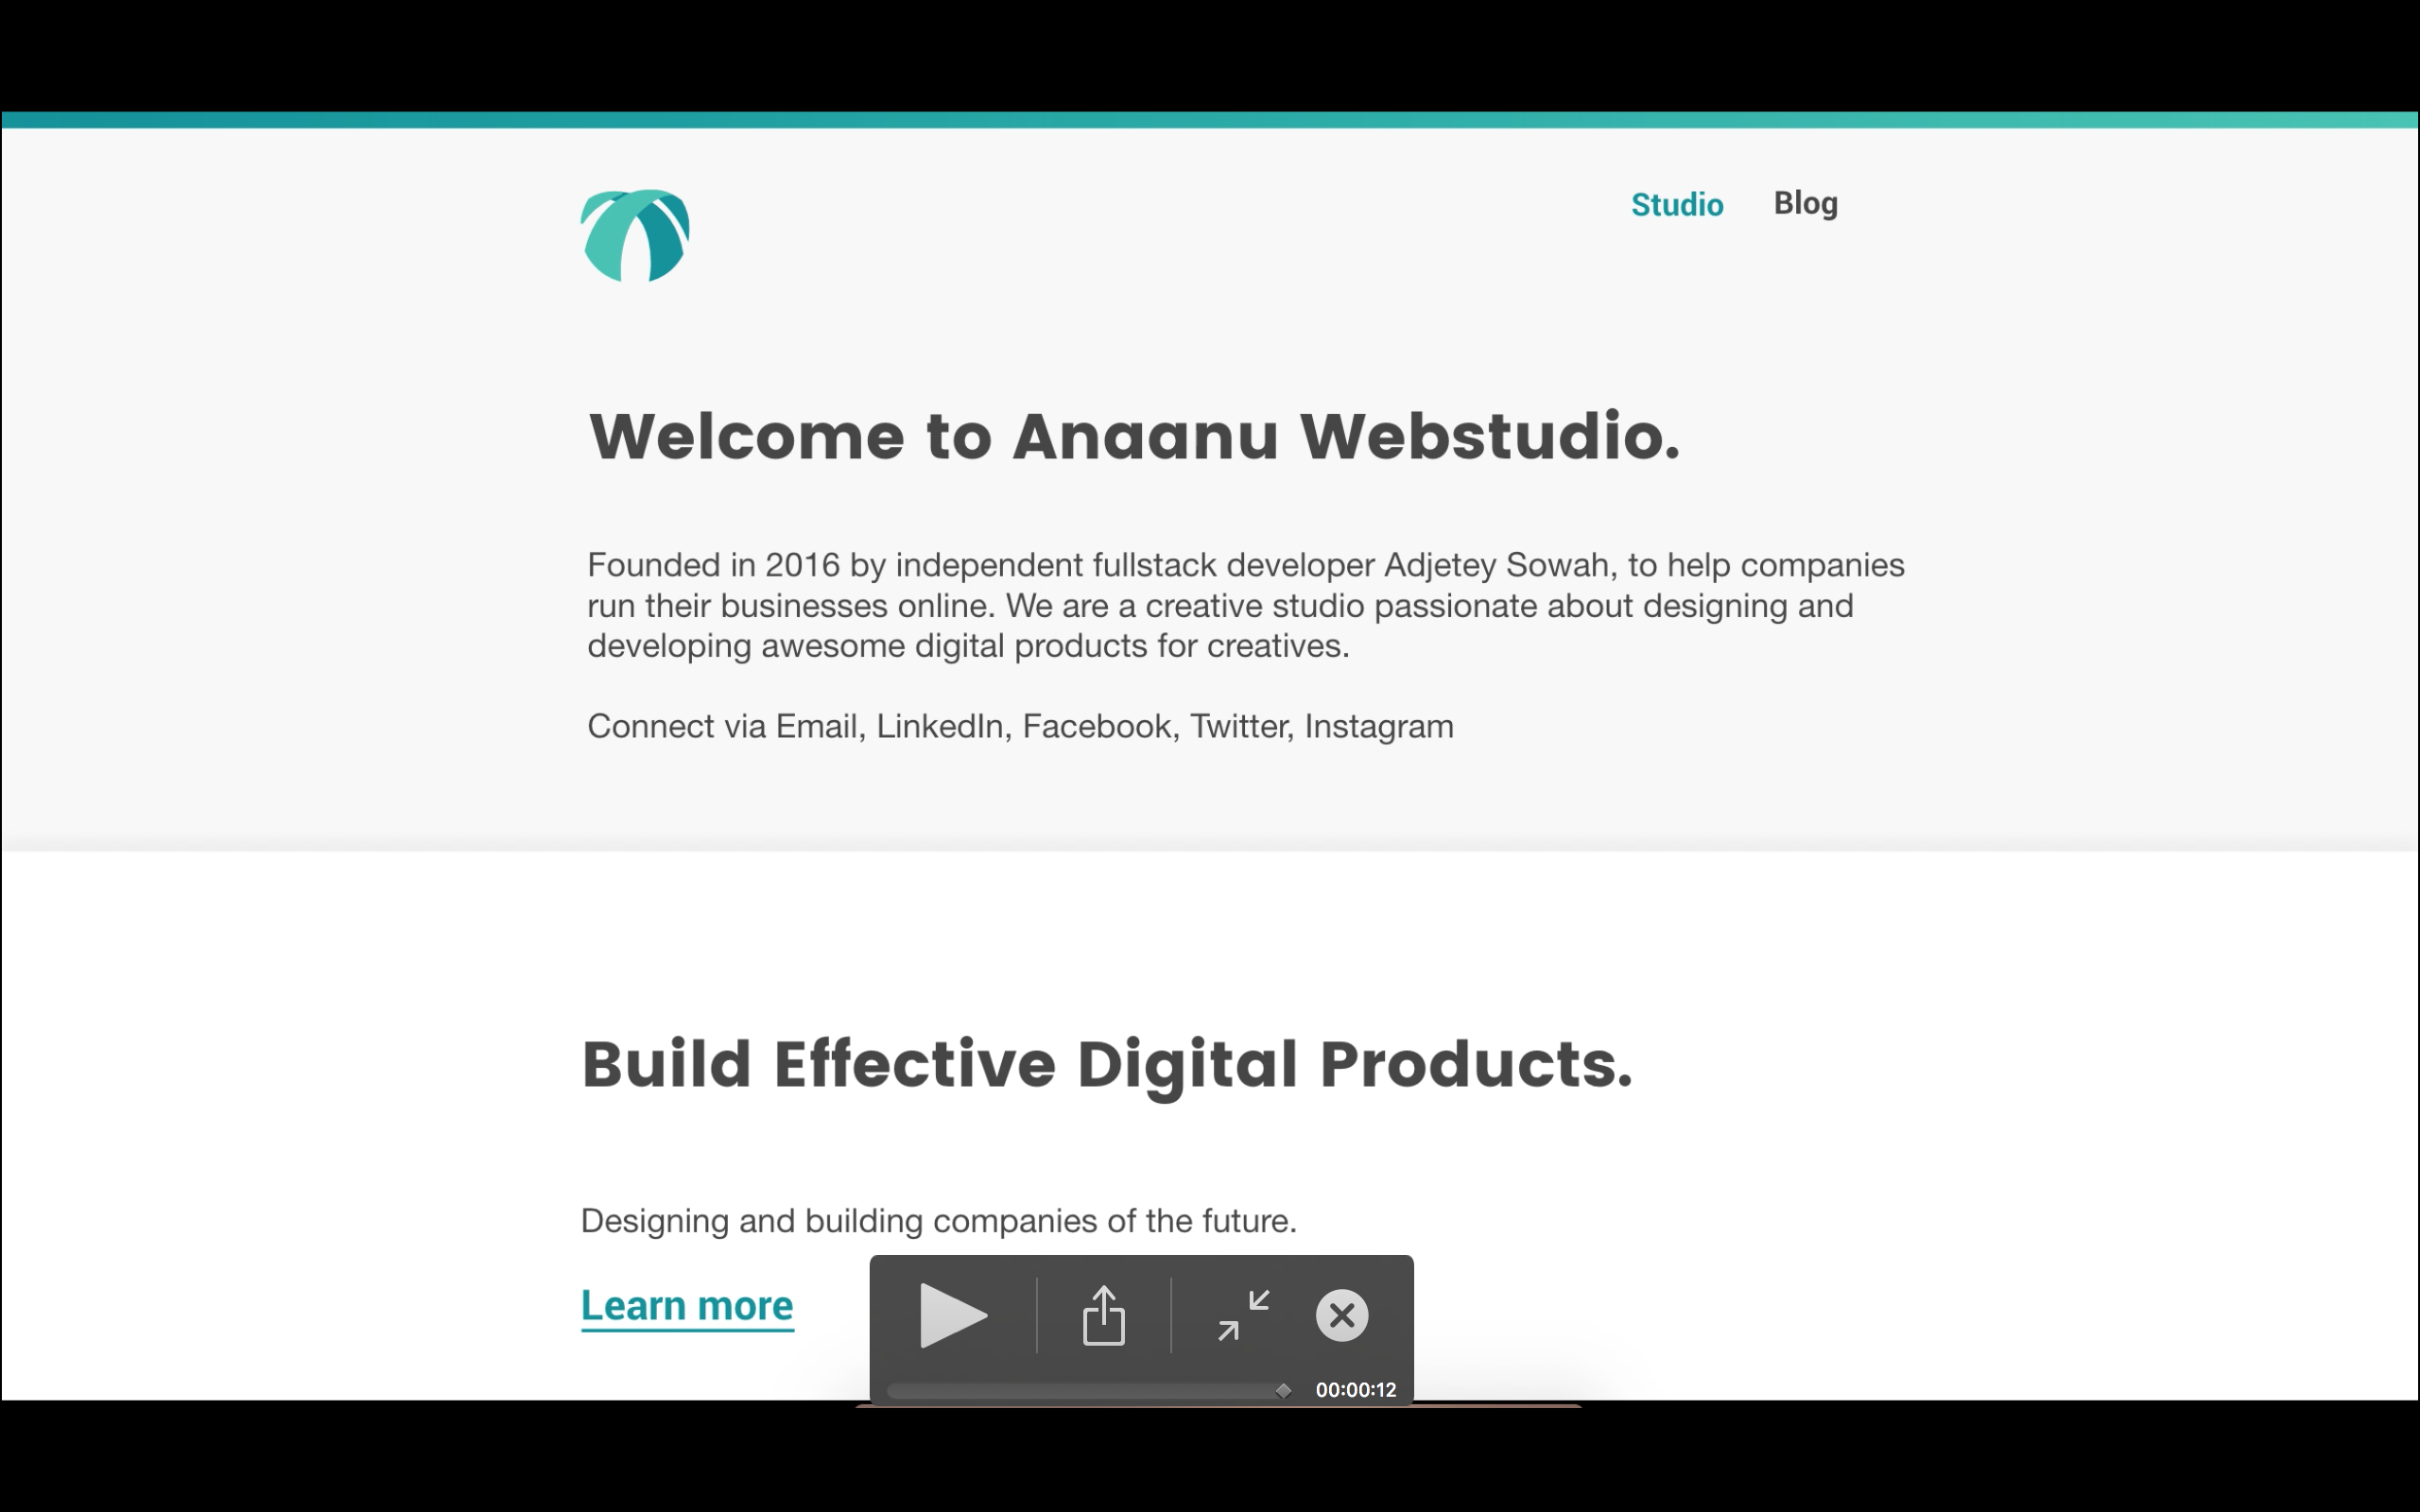 Studio Blog
Welcome to Anaanu Webstudio.
Founded in 2016 by independent fullstack developer Adjetey Sowah, to help companies
run their businesses online. We are a creative studio passionate about designing and
developing awesome digital products for creatives.
Connect via Email, LinkedIn, Facebook, Twitter, Instagram
Build Effective Digital Products.
Designing and building companies of the future.
Learn more
00:00:12